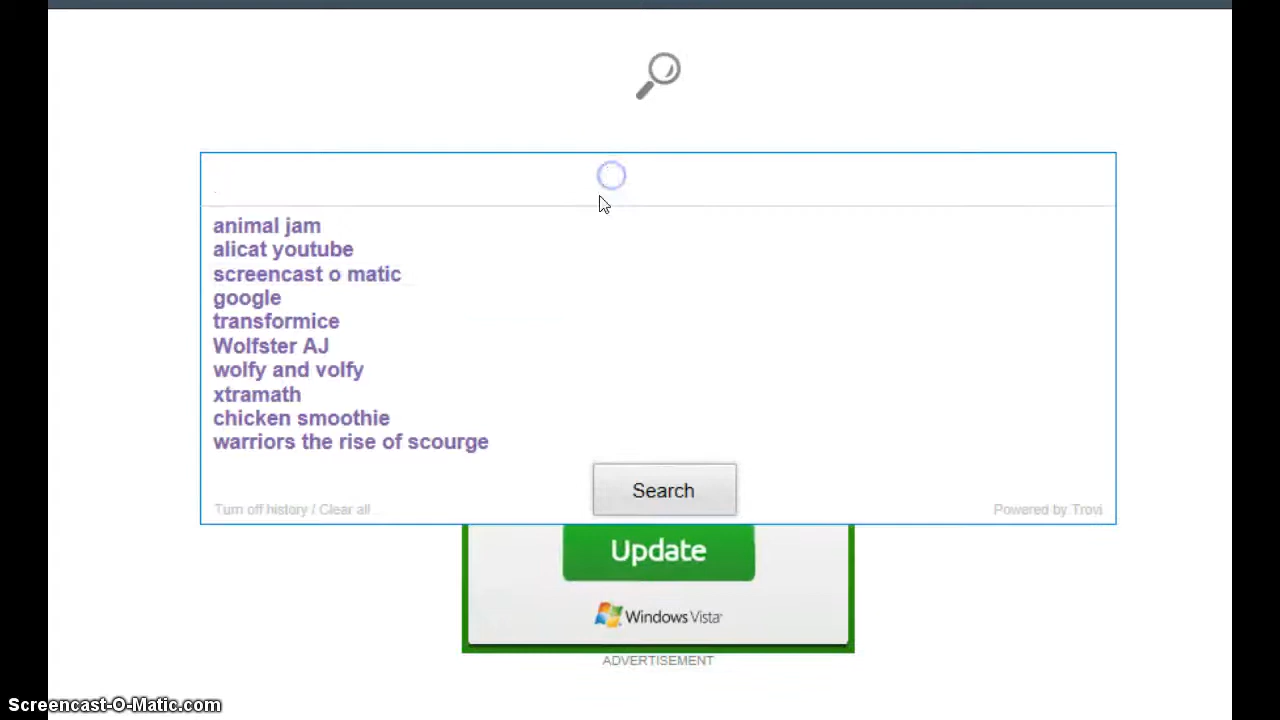 animal jam
alicat youtube
screencast o matic
google
transformice
Wolfster AJ
wolfy and volfy
xtramath
chicken smoothie
warriors the rise of scourge
Search
Turn off history / Clear all
Powered by Trovi
Update
Windows Vista
ADVERTISEMENT
Screencast-O-Matic.com